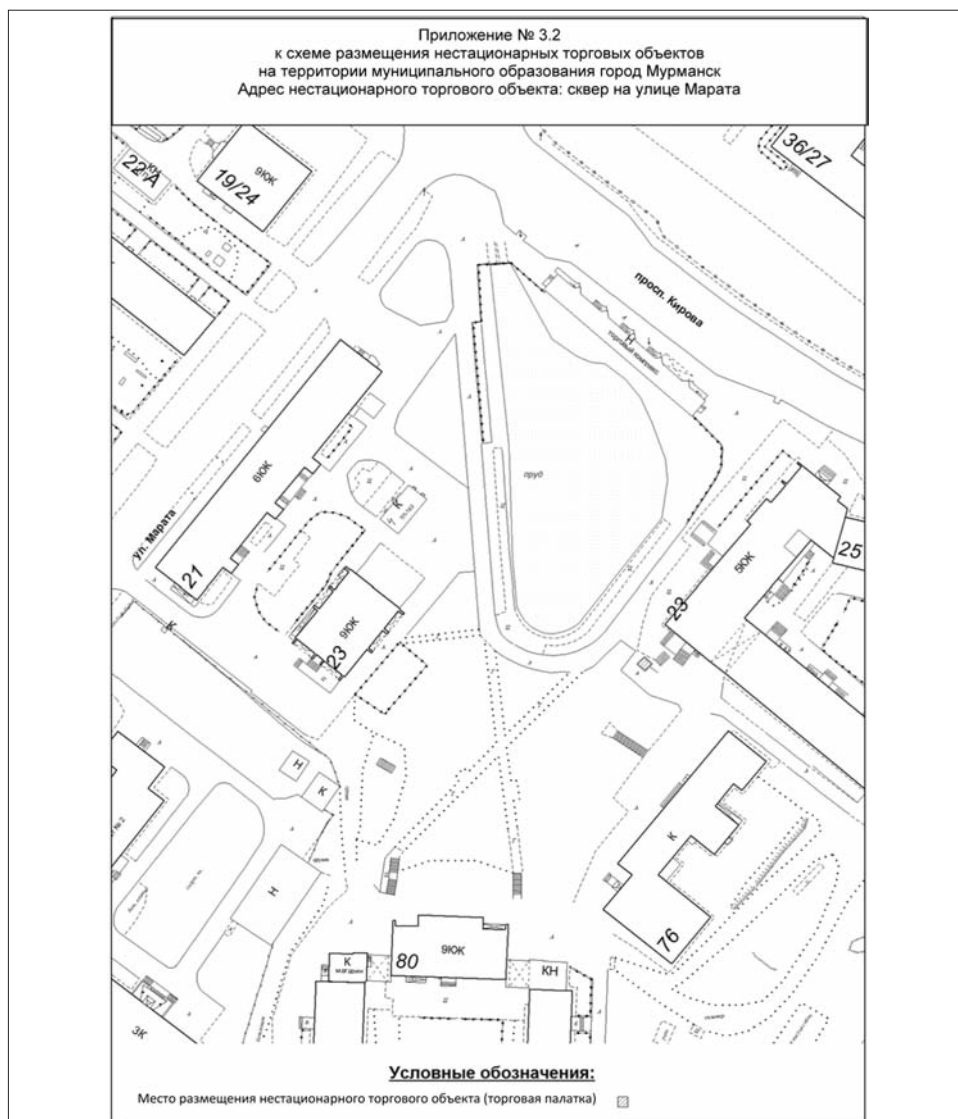 Приложение № 3.2
к схеме размещения нестационарных торговых объектов
на территории муниципального образования город Мурманск
Адрес нестационарного торгового объекта: сквер на улице Марата
36/27
22А
КН
9ЮК
19/24
просп. Кирова
Н
торговый комплекс
6ЮК
пруд
К
ул. Марата
21
5ЮК
25
23
9ЮК
23
К
Н
К
К
Н
76
9ЮК
80
К
магазин
КН
3К
Условные обозначения:
Место размещения нестационарного торгового объекта (торговая палатка)